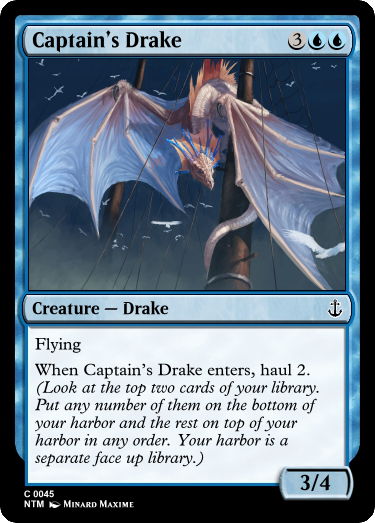 Captain's Drake 3
Creature — Drake
Flying
When Captain's Drake enters, haul 2.
(Look at the top two cards of your library.
Put any number of them on the bottom of
your harbor and the rest on top of your
harbor in any order. Your harbor is a
separate face up library.)
3/4
C 0045
NTM Minard Maxime